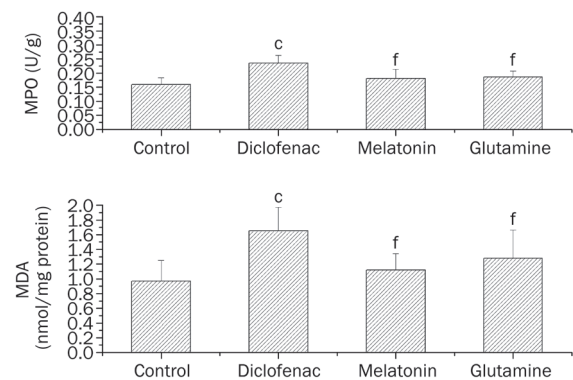 MPO (U/g)
0.40
0.35
0.30
0.25
0.20
0.15
0.10
0.05
0.00
c
f
f
Control
Diclofenac
Melatonin
Glutamine
MDA
(nmol/mg protein)
2.0
1.8
1.6
1.4
1.2
1.0
0.8
0.6
0.4
0.2
0.0
c
f
f
Control
Diclofenac
Melatonin
Glutamine